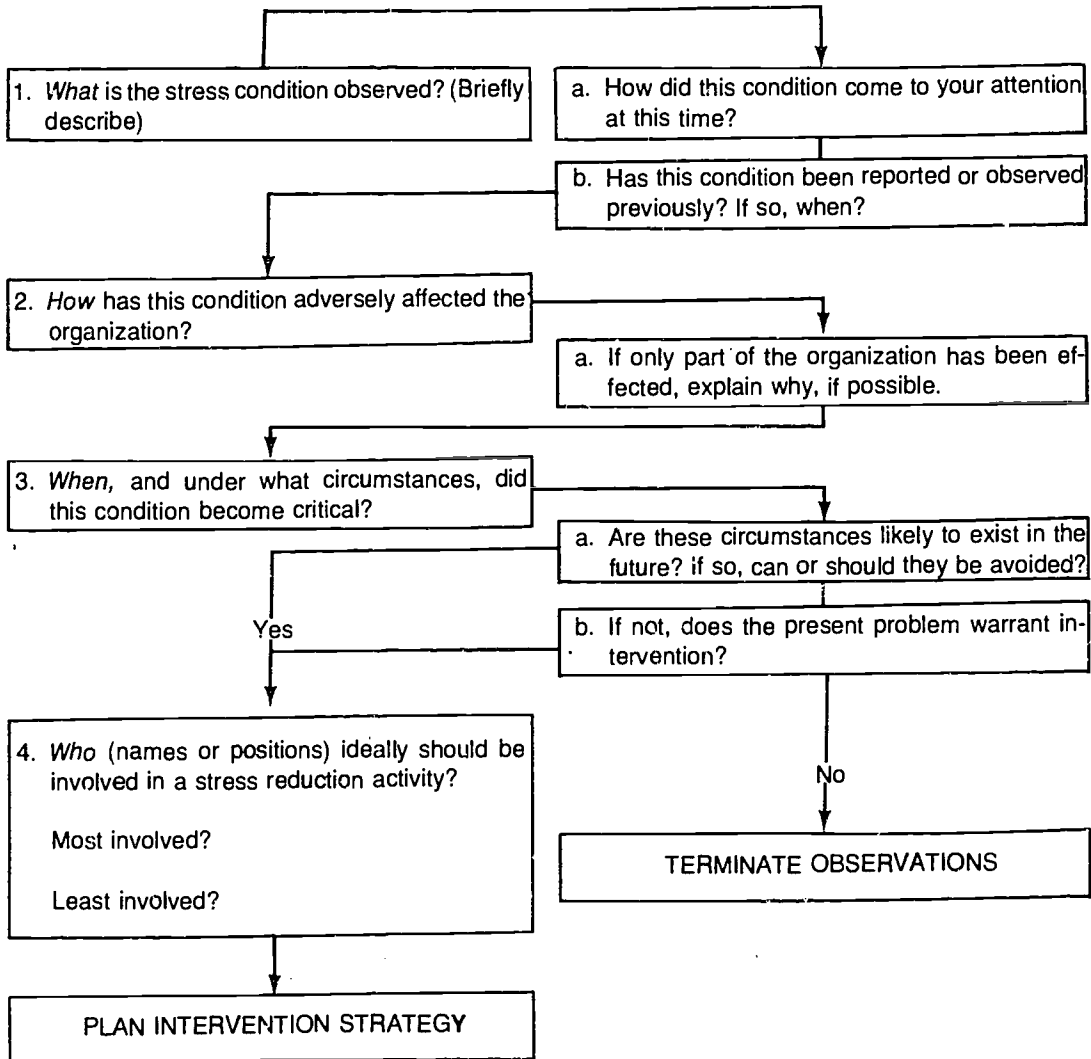 1. What is the stress condition observed? (Briefly
describe)
a. How did this condition come to your attention
at this time?
b. Has this condition been reported or observed
previously? If so, when?
2. How has this condition adversely affected the
organization?
a. If only part of the organization has been ef-
fected, explain why, if possible.
3. When, and under what circumstances, did
this condition become critical?
a. Are these circumstances likely to exist in the
future? if so, can or should they be avoided?
b. If not, does the present problem warrant in-
tervention?
Yes
No
4. Who (names or positions) ideally should be
involved in a stress reduction activity?
Most involved?
Least involved?
TERMINATE OBSERVATIONS
PLAN INTERVENTION STRATEGY